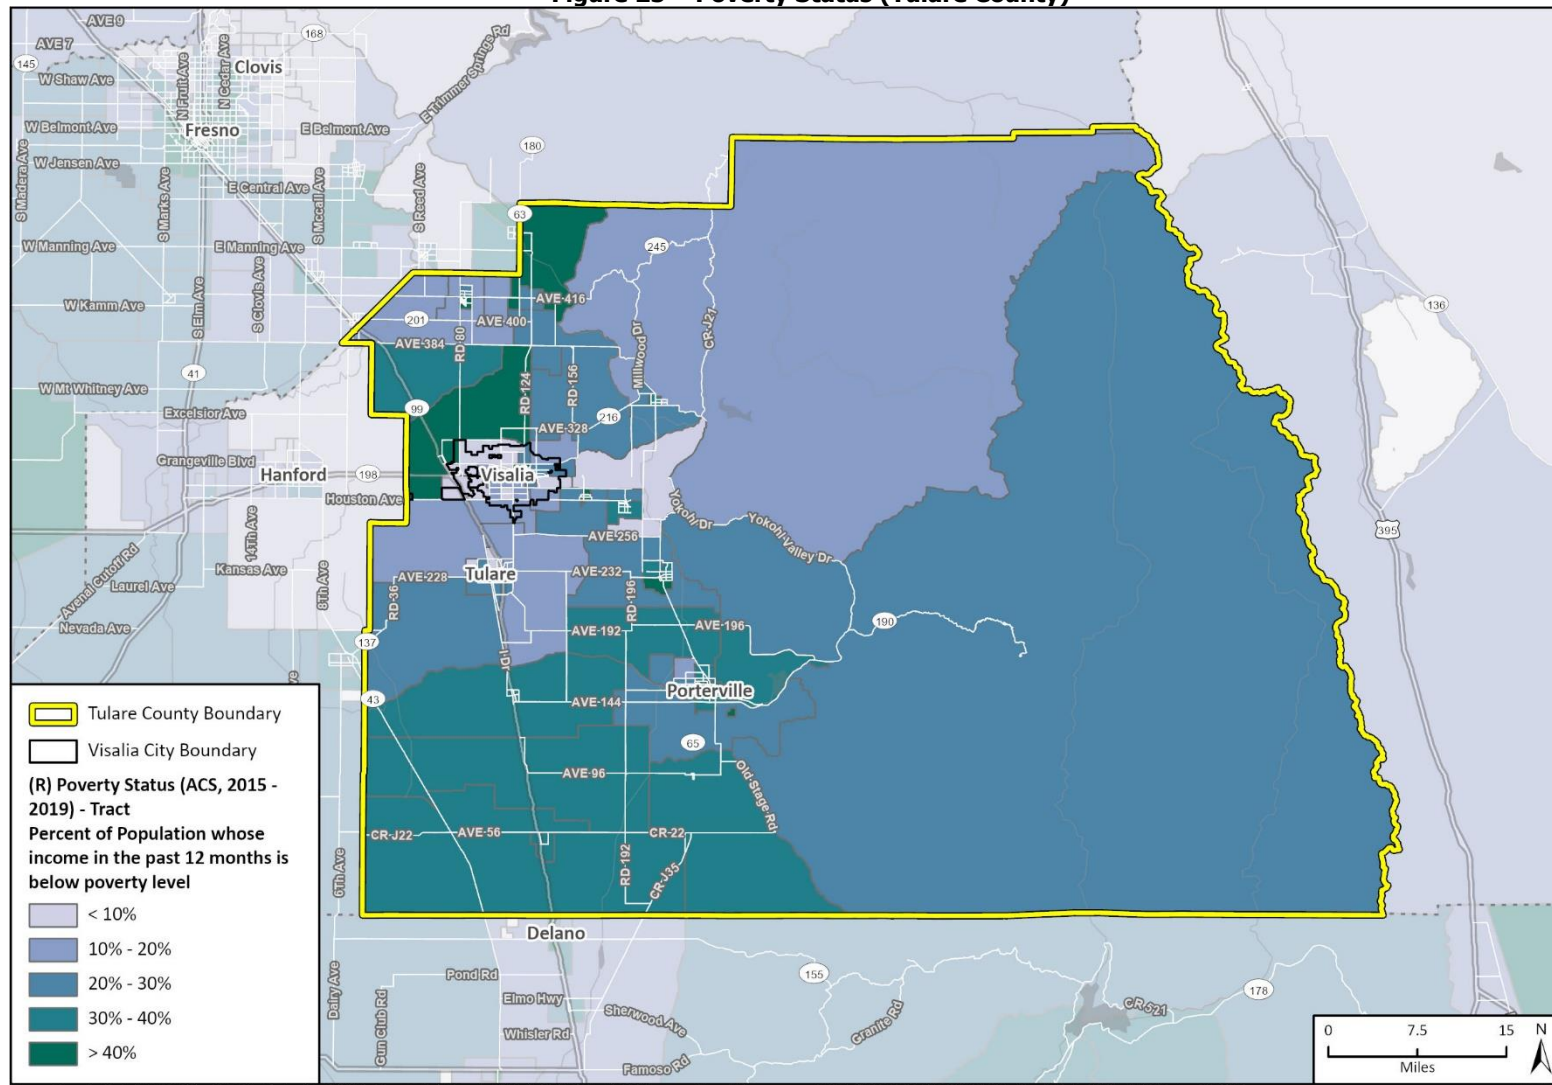 Figure 25 – Poverty Status (Tulare County)
AVE 9
168
AVE 7
145
Clovis
W Shaw Ave
N Fruit Ave
N Cedar Ave
E Trimmer Springs Rd
W Belmont Ave
Fresno
E Belmont Ave
180
W Jensen Ave
S Madera Ave
S Marks Ave
E Central Ave
S Mccall Ave
S Reed Ave
63
W Manning Ave
E Manning Ave
245
W Kamm Ave
S Elm Ave
S Clovis Ave
AVE 416
136
201
AVE 400
CR-J21
AVE 384
RD-80
Millwood Dr
41
W Mt Whitney Ave
RD-124
RD-156
Excelsior Ave
99
216
AVE 328
Grangeville Blvd
Hanford
198
Visalia
Houston Ave
14Th Ave
Yokohl Dr
Yokohl Valley Dr
395
AVE 256
Avenal Cutoff Rd
Kansas Ave
Laurel Ave
8Th Ave
AVE 228
Tulare
AVE 232
RD-36
RD-196
190
Nevada Ave
137
AVE 192
AVE 196
I Dr
43
AVE 144
Porterville
65
AVE 96
Old Stage Rd
CR-J22
AVE 56
CR-22
RD-192
CR-J35
6Th Ave
Delano
Pond Rd
155
178
Dairy Ave
Gun Club Rd
Elmo Hwy
Sherwood Ave
Granite Rd
CR-521
Whisler Rd
Famoso Rd
Tulare County Boundary
Visalia City Boundary
(R) Poverty Status (ACS, 2015 -
2019) - Tract
Percent of Population whose
income in the past 12 months is
below poverty level
< 10%
10% - 20%
20% - 30%
30% - 40%
> 40%
0 7.5 15
Miles
N